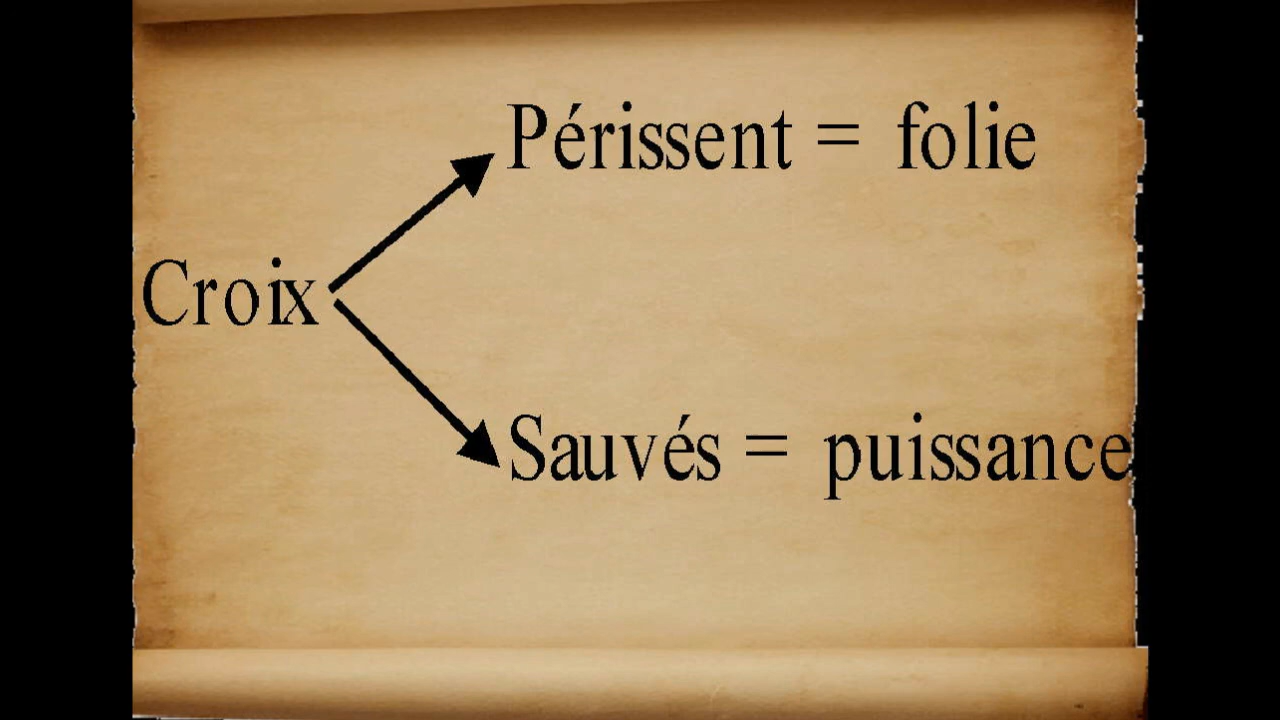 Périssent = folie
Croix
Sauvés = puissance